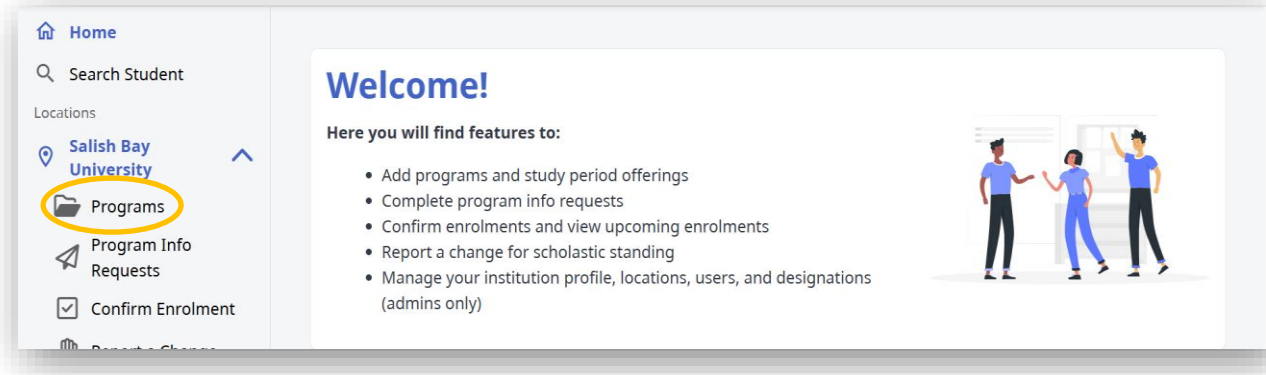 Home
Search Student
Locations
Salish Bay
University
Programs
Program Info
Requests
Confirm Enrolment
Report a Change
Welcome!
Here you will find features to:
• Add programs and study period offerings
• Complete program info requests
• Confirm enrolments and view upcoming enrolments
• Report a change for scholastic standing
• Manage your institution profile, locations, users, and designations
(admins only)